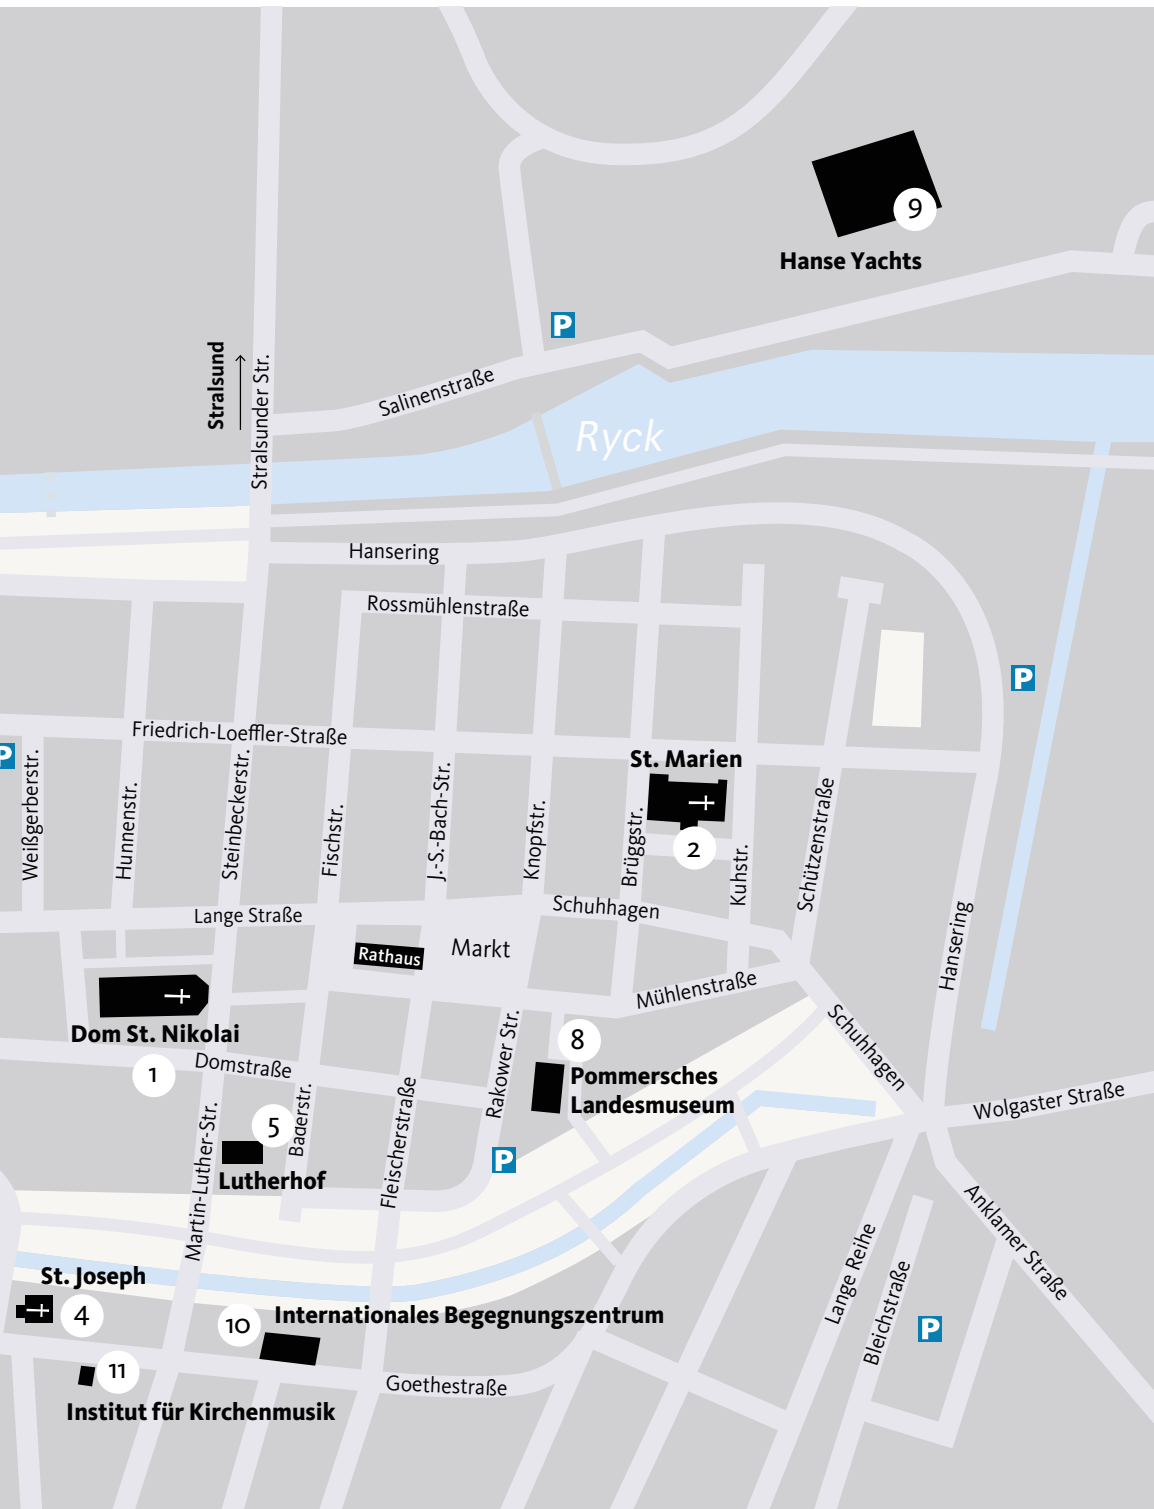 9
Hanse Yachts
P
Stralsund
Stralsunder Str.
Salinenstraße
Ryck
Hansering
Rossmühlenstraße
P
Friedrich-Loeffler-Straße
P
St. Marien
2
Weißgerberstr.
Hunnenstr.
Steinbeckerstr.
Fischstr.
J.-S.-Bach-Str.
Knopfstr.
Brüggstr.
Kuhstr.
Schützenstraße
Hansering
Lange Straße
Schuhhagen
Rathaus
Markt
Mühlenstraße
Dom St. Nikolai
1
Domstraße
Schuhhagen
8
Pommersches
Landesmuseum
Rakower Str.
Wolgaster Straße
5
Lutherhof
Baderstr.
Martin-Luther-Str.
Fleischerstraße
P
Anklamer Straße
Lange Reihe
Bleichstraße
P
St. Joseph
4
10
Internationales Begegnungszentrum
11
Institut für Kirchenmusik
Goethestraße